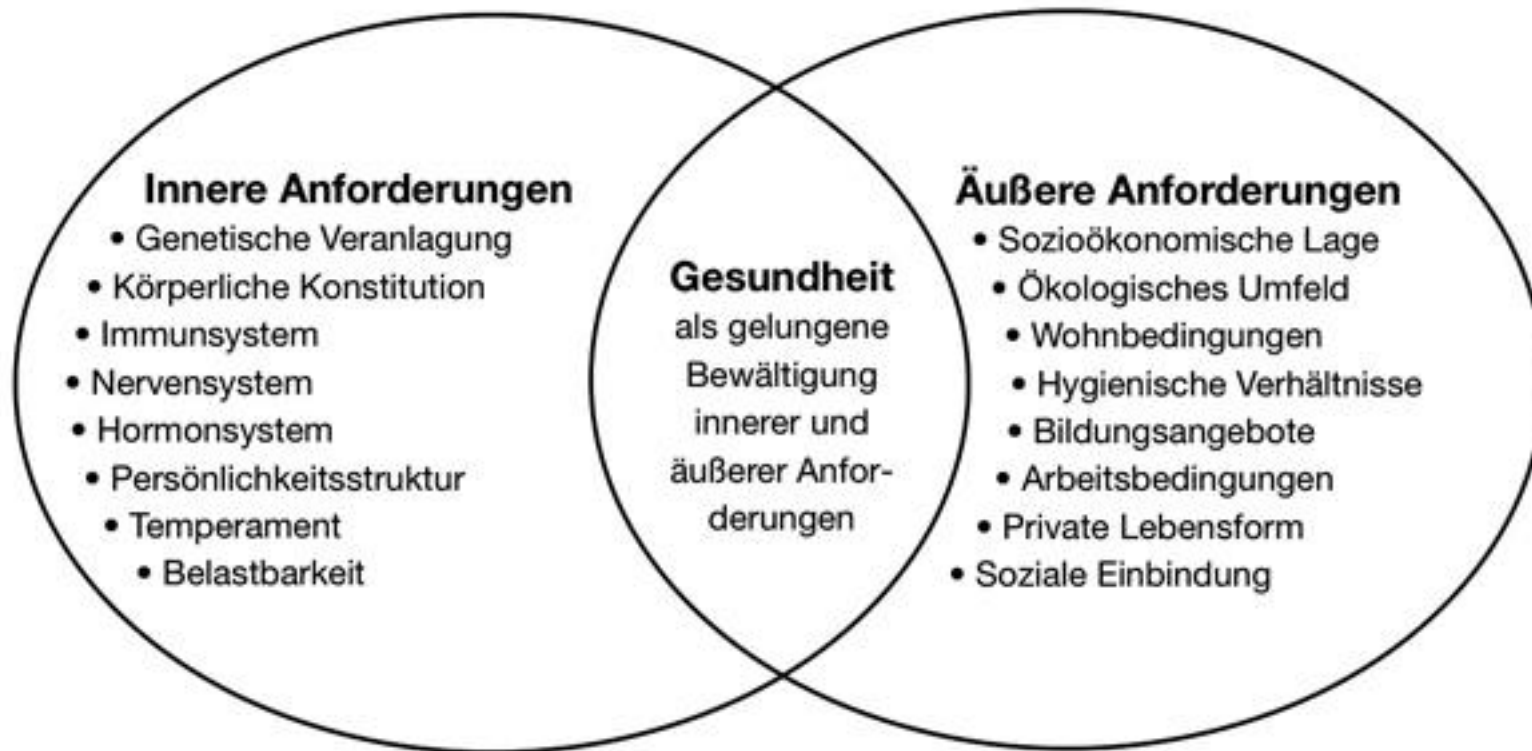 Innere Anforderungen
• Genetische Veranlagung
• Körperliche Konstitution
• Immunsystem
• Nervensystem
• Hormonsystem
• Persönlichkeitsstruktur
• Temperament
• Belastbarkeit
Gesundheit
als gelungene
Bewältigung
innerer und
äußerer Anfor-
derungen
Äußere Anforderungen
• Sozioökonomische Lage
• Ökologisches Umfeld
• Wohnbedingungen
• Hygienische Verhältnisse
• Bildungsangebote
• Arbeitsbedingungen
• Private Lebensform
• Soziale Einbindung